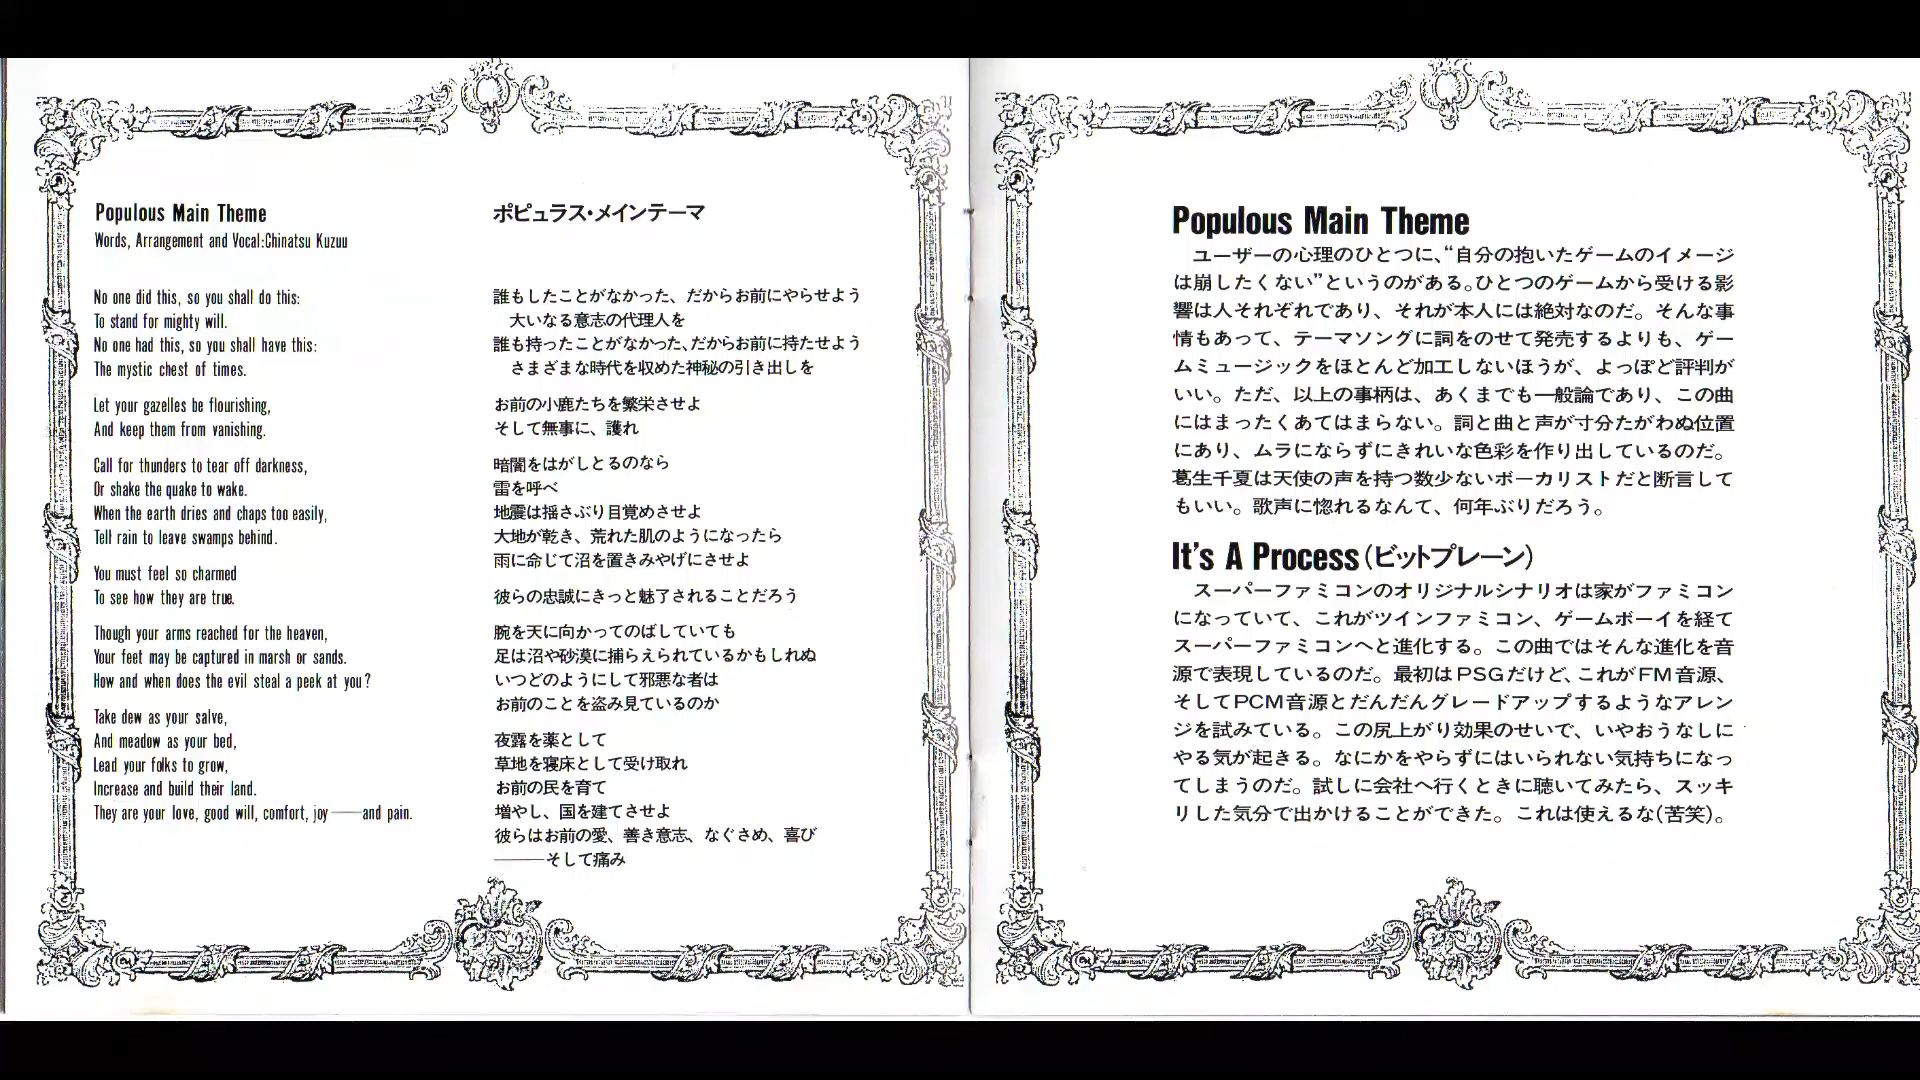 Populous Main Theme
Words, Arrangement and Vocal:Chinatsu Kuzuu
No one did this, so you shall do this:
To stand for mighty will.
No one had this, so you shall have this:
The mystic chest of times.
Let your gazelles be flourishing,
And keep them from vanishing.
Call for thunders to tear off darkness,
Or shake the quake to wake.
When the earth dries and chaps too easily,
Tell rain to leave swamps behind.
You must feel so charmed
To see how they are true.
Though your arms reached for the heaven,
Your feet may be captured in marsh or sands.
How and when does the evil steal a peek at you?
Take dew as your salve,
And meadow as your bed,
Lead your folks to grow,
Increase and build their land.
They are your love, good will, comfort, joy——and pain.
ポピュラス・メインテーマ
誰もしたことがなかった、だからお前にやらせよう
大いなる意志の代理人を
誰も持ったことがなかった、だからお前に持たせよう
さまざまな時代を収めた神秘の引き出しを
お前の小鹿たちを繁栄させよ
そして無事に、護れ
暗闇をはがしとるのなら
雷を呼べ
地震は揺さぶり目覚めさせよ
大地が乾き、荒れた肌のようになったら
雨に命じて沼を置きみやげにさせよ
彼らの忠誠にきっと魅了されることだろう
腕を天に向かってのばしていても
足は沼や砂漠に捕らえられているかもしれぬ
いつどのようにして邪悪な者は
お前のことを盗み見ているのか
夜露を薬として
草地を寝床として受け取れ
お前の民を育て
増やし、国を建てさせよ
彼らはお前の愛、善き意志、なぐさめ、喜び
———そして痛み
Populous Main Theme
ユーザーの心理のひとつに、“自分の抱いたゲームのイメージ
は崩したくない”というのがある。ひとつのゲームから受ける影
響は人それぞれであり、それが本人には絶対なのだ。そんな事
情もあって、テーマソングに詞をのせて発売するよりも、ゲー
ムミュージックをほとんど加工しないほうが、よっぽど評判が
いい。ただ、以上の事柄は、あくまでも一般論であり、この曲
にはまったくあてはまらない。詞と曲と声が寸分たがわぬ位置
にあり、ムラにならずにきれいな色彩を作り出しているのだ。
葛生千夏は天使の声を持つ数少ないボーカリストだと断言して
もいい。歌声に惚れるなんて、何年ぶりだろう。
It's A Process(ビットプレーン)
スーパーファミコンのオリジナルシナリオは家がファミコン
になっていて、これがツインファミコン、ゲームボーイを経て
スーパーファミコンへと進化する。この曲ではそんな進化を音
源で表現しているのだ。最初はPSGだけど、これがFM音源、
そしてPCM音源とだんだんグレードアップするようなアレン
ジを試みている。この尻上がり効果のせいで、いやおうなしに
やる気が起きる。なにかをやらずにはいられない気持ちになっ
てしまうのだ。試しに会社へ行くときに聴いてみたら、スッキ
リした気分で出かけることができた。これは使えるな(苦笑)。